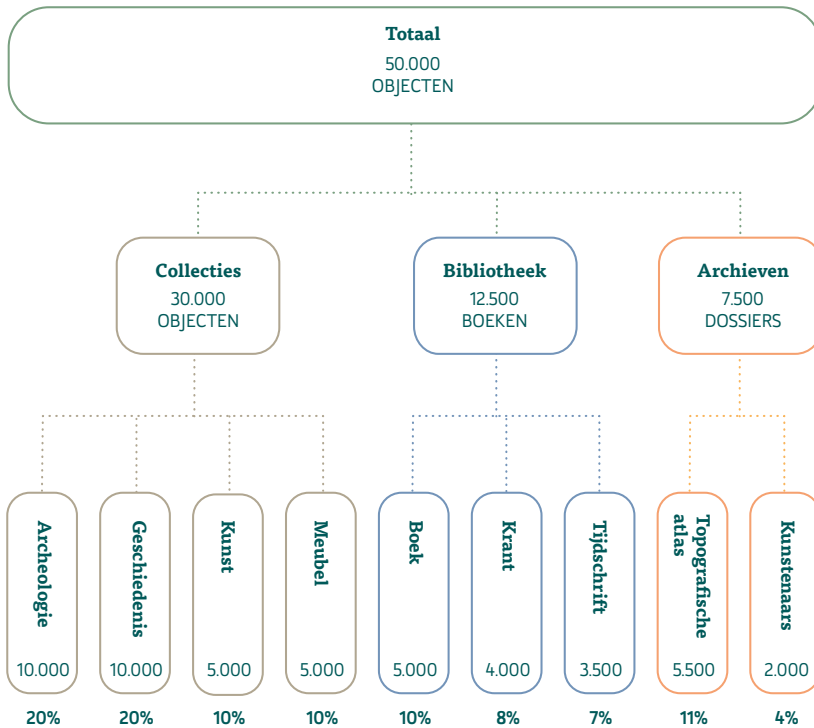 Totaal
50.000
OBJECTEN
Collecties
30.000
OBJECTEN
Bibliotheek
12.500
BOEKEN
Archieven
7.500
DOSSIERS
Archeologie
10.000
20%
Geschiedenis
10.000
20%
Kunst
5.000
10%
Meubel
5.000
10%
Boek
5.000
10%
Krant
4.000
8%
Tijdschrift
3.500
7%
Topografische
atlas
5.500
11%
Kunstenaars
2.000
4%